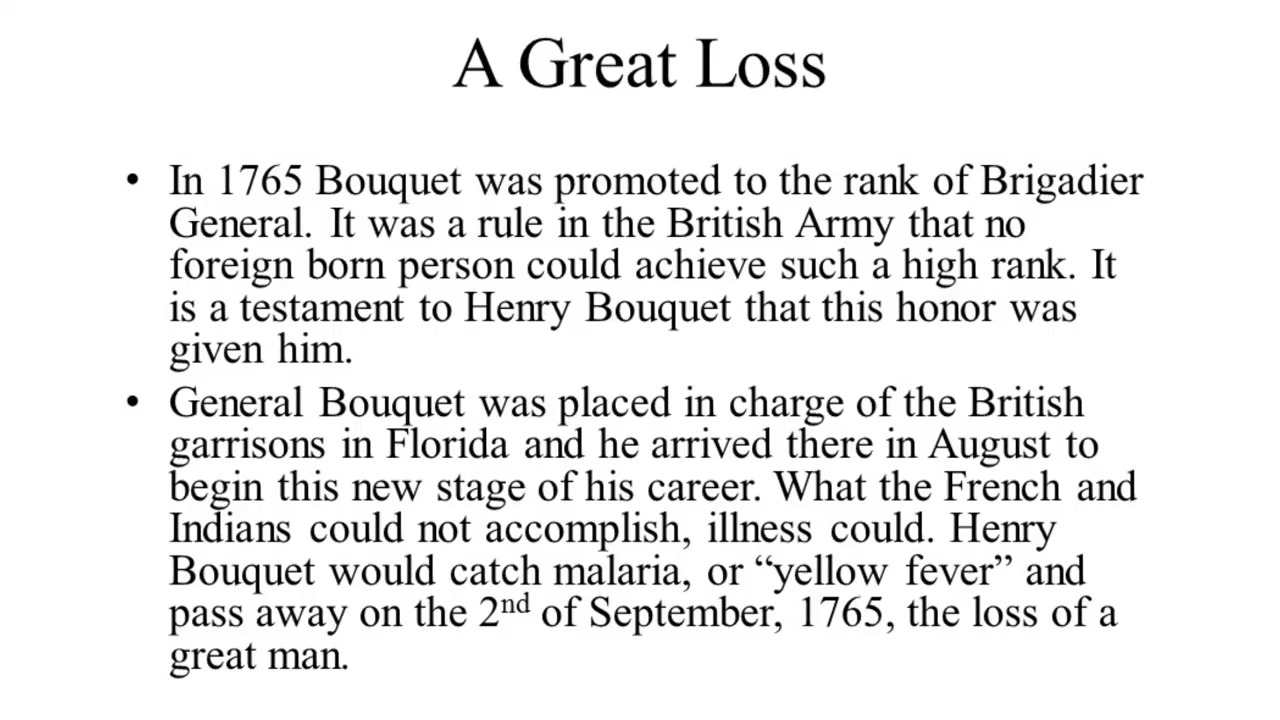 A Great Loss
• In 1765 Bouquet was promoted to the rank of Brigadier
General. It was a rule in the British Army that no
foreign born person could achieve such a high rank. It
is a testament to Henry Bouquet that this honor was
given him.
• General Bouquet was placed in charge of the British
garrisons in Florida and he arrived there in August to
begin this new stage of his career. What the French and
Indians could not accomplish, illness could. Henry
Bouquet would catch malaria, or “yellow fever” and
pass away on the 2nd of September, 1765, the loss of a
great man.